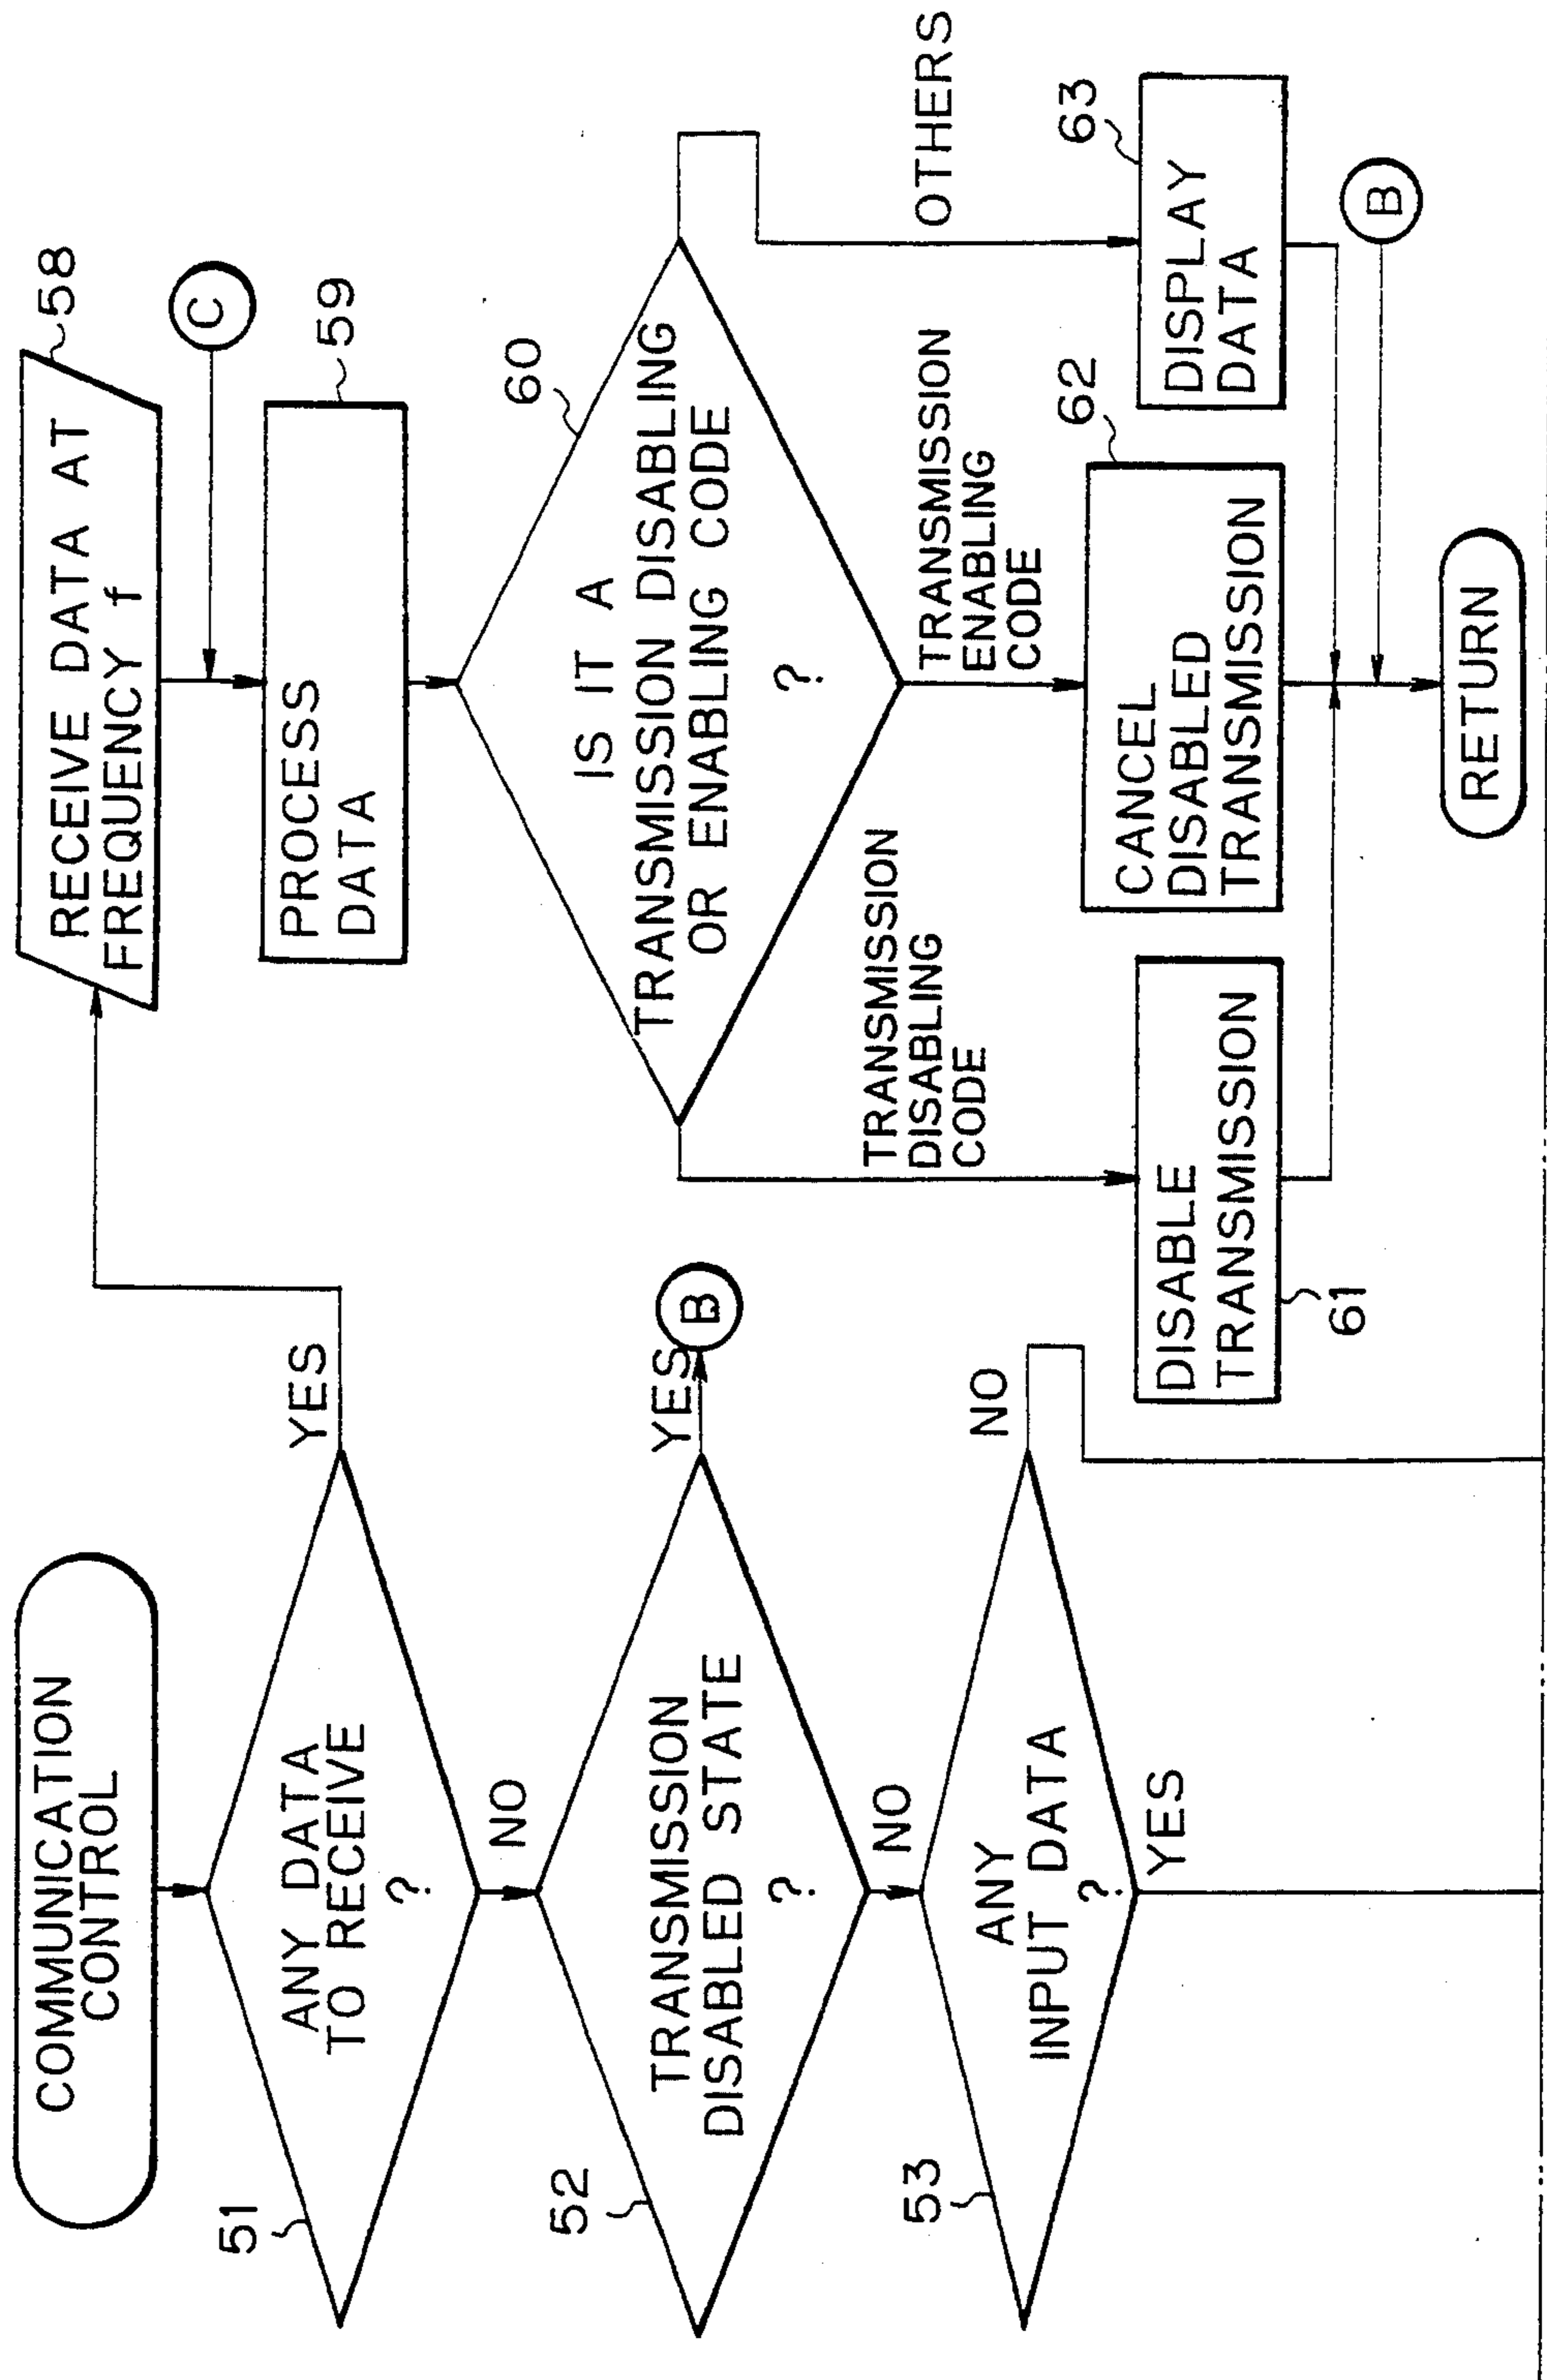 COMMUNICATION
CONTROL
51
ANY DATA
TO RECEIVE
?
YES
NO
52
TRANSMISSION
DISABLED STATE
?
YES
B
NO
53
ANY
INPUT DATA
?
NO
YES
58
RECEIVE DATA AT
FREQUENCY f
C
59
PROCESS
DATA
60
IS IT A
TRANSMISSION DISABLING
OR ENABLING CODE
?
TRANSMISSION
DISABLING
CODE
TRANSMISSION
ENABLING
CODE
OTHERS
DISABLE
TRANSMISSION
61
62
CANCEL
DISABLED
TRANSMISSION
63
DISPLAY
DATA
B
RETURN